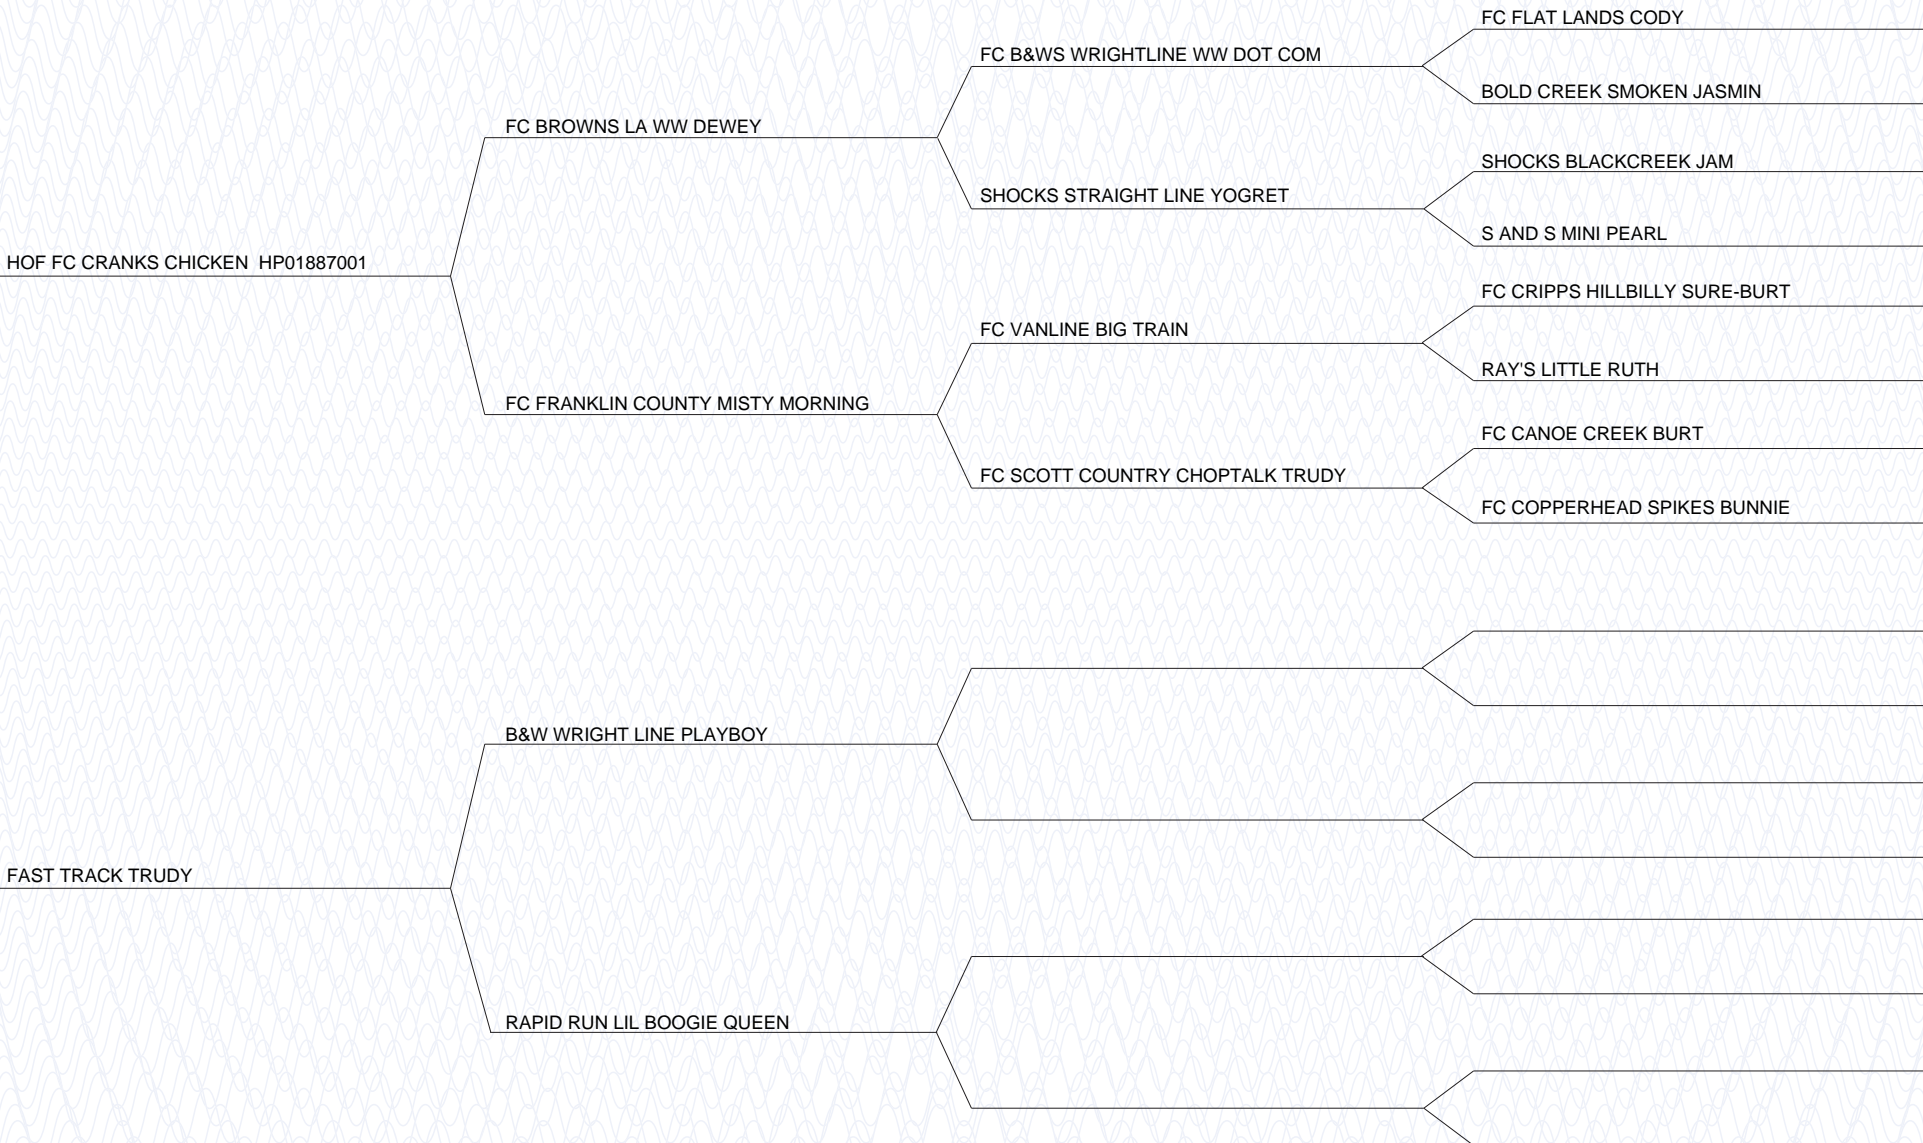 FC FLAT LANDS CODY
FC B&WS WRIGHTLINE WW DOT COM
BOLD CREEK SMOKEN JASMIN
FC BROWNS LA WW DEWEY
SHOCKS BLACKCREEK JAM
SHOCKS STRAIGHT LINE YOGRET
S AND S MINI PEARL
HOF FC CRANKS CHICKEN  HP01887001
FC CRIPPS HILLBILLY SURE-BURT
FC VANLINE BIG TRAIN
RAY'S LITTLE RUTH
FC FRANKLIN COUNTY MISTY MORNING
FC CANOE CREEK BURT
FC SCOTT COUNTRY CHOPTALK TRUDY
FC COPPERHEAD SPIKES BUNNIE
B&W WRIGHT LINE PLAYBOY
FAST TRACK TRUDY
RAPID RUN LIL BOOGIE QUEEN